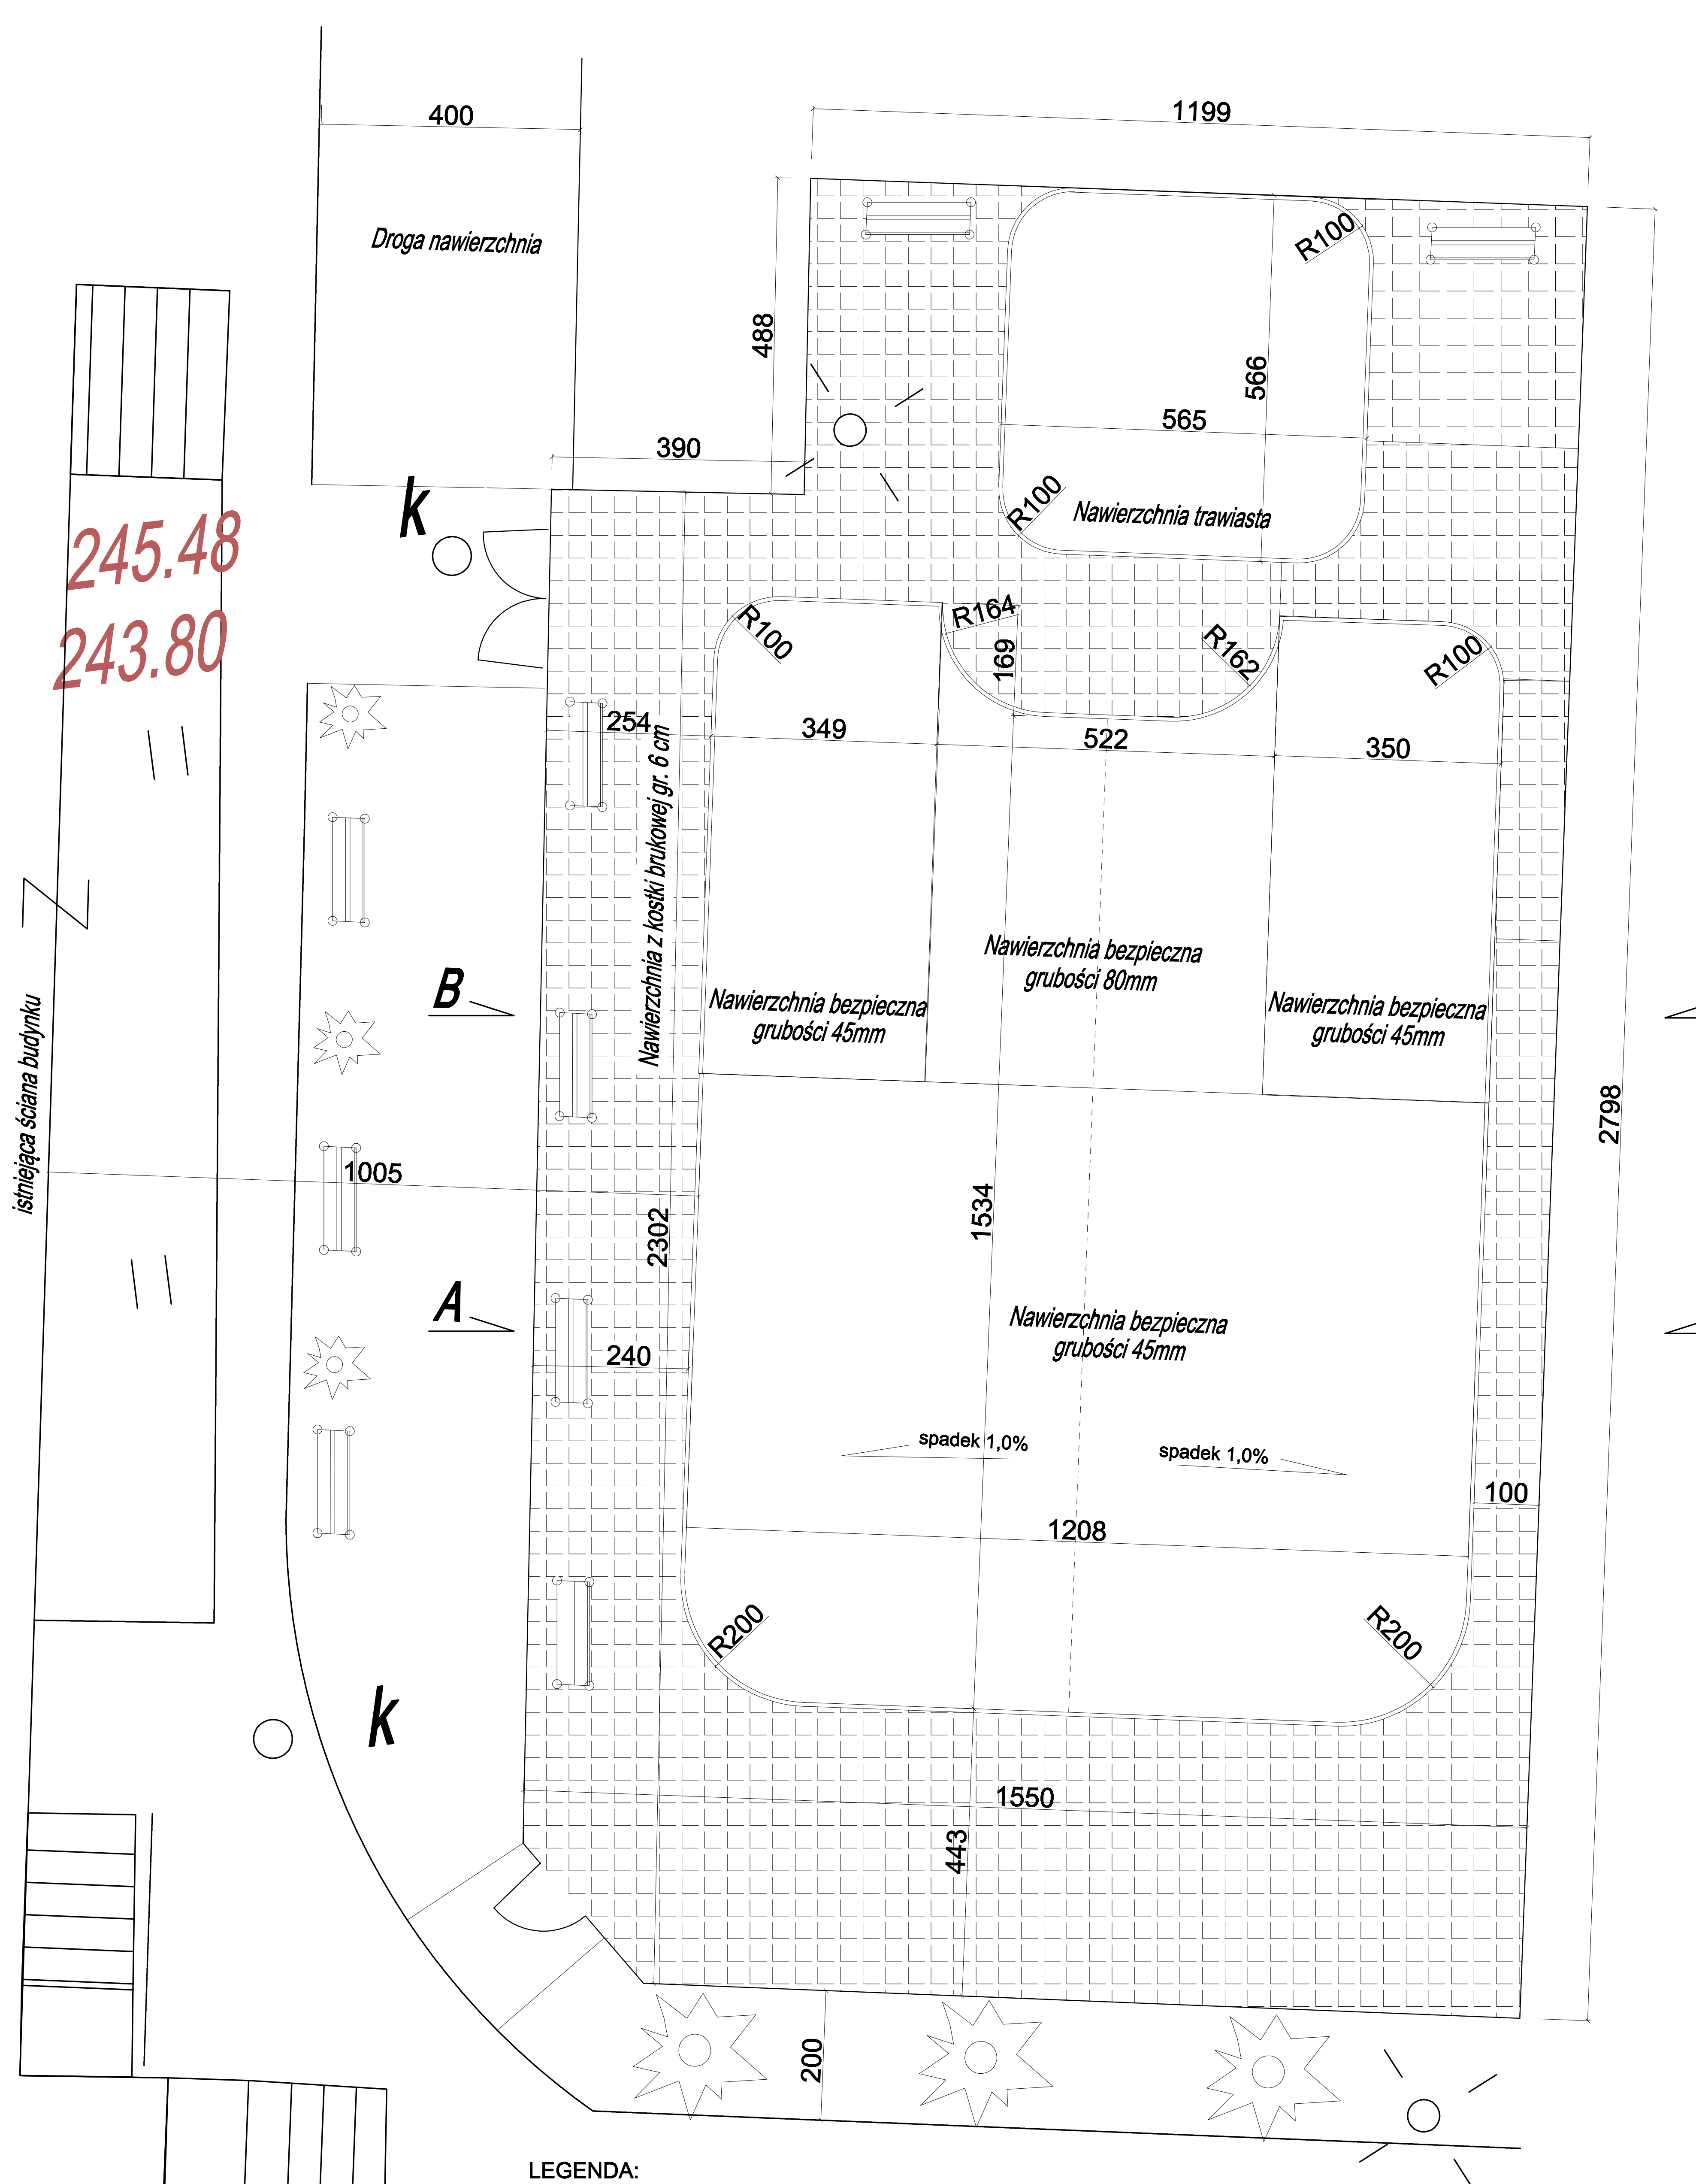 400
1199
Droga nawierzchnia
R100
488
566
390
565
k
R100
Nawierzchnia trawiasta
245.48
243.80
R100
R164
169
R162
R100
254
349
522
350
Nawierzchnia z kostki brukowej gr. 6 cm
B
Nawierzchnia bezpieczna
grubości 80mm
Nawierzchnia bezpieczna
grubości 45mm
Nawierzchnia bezpieczna
grubości 45mm
istniejąca ściana budynku
2798
1005
2302
1534
A
240
Nawierzchnia bezpieczna
grubości 45mm
spadek 1,0%
spadek 1,0%
100
1208
R200
R200
k
1550
443
200
LEGENDA: